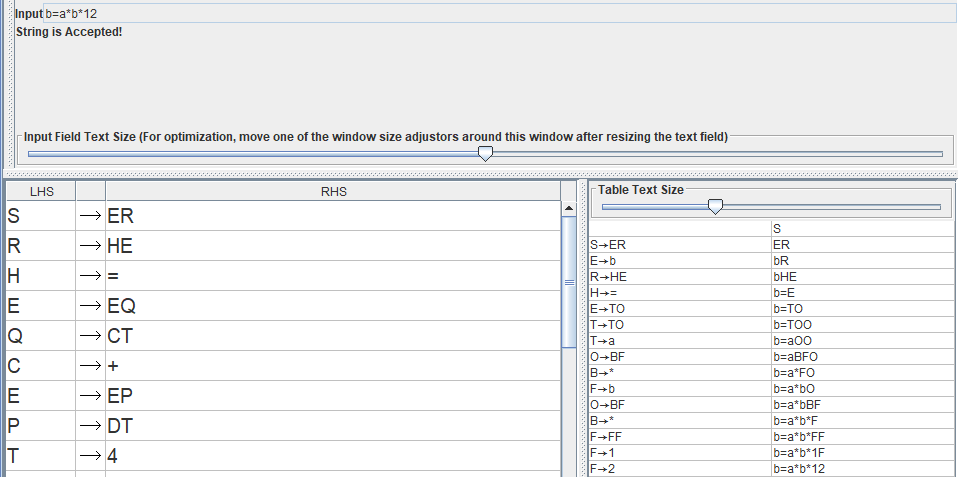 Input b=a*b*12
String is Accepted!
Input Field Text Size (For optimization, move one of the window size adjustors around this window after resizing the text field)
LHS RHS
S → ER
R → HE
H → =
E → EQ
Q → CT
C → +
E → EP
P → DT
T → 4
Table Text Size
S
S→ER ER
E→b bR
R→HE bHE
H→= b=E
E→TO b=TO
T→TO b=TOO
T→a b=aOO
O→BF b=aBFO
B→* b=a*FO
F→b b=a*bO
O→BF b=a*bBF
B→* b=a*b*F
F→FF b=a*b*FF
F→1 b=a*b*1F
F→2 b=a*b*12